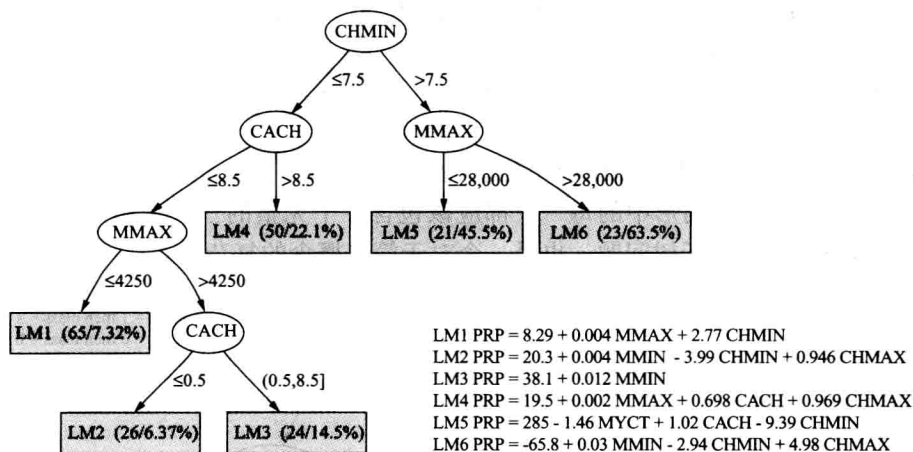 CHMIN
≤7.5 >7.5
CACH MMAX
≤8.5 >8.5 ≤28,000 >28,000
MMAX LM4 (50/22.1%) LM5 (21/45.5%) LM6 (23/63.5%)
≤4250 >4250
LM1 (65/7.32%) CACH
≤0.5 (0.5,8.5]
LM2 (26/6.37%) LM3 (24/14.5%)
LM1 PRP = 8.29 + 0.004 MMAX + 2.77 CHMIN
LM2 PRP = 20.3 + 0.004 MMIN - 3.99 CHMIN + 0.946 CHMAX
LM3 PRP = 38.1 + 0.012 MMIN
LM4 PRP = 19.5 + 0.002 MMAX + 0.698 CACH + 0.969 CHMAX
LM5 PRP = 285 - 1.46 MYCT + 1.02 CACH - 9.39 CHMIN
LM6 PRP = -65.8 + 0.03 MMIN - 2.94 CHMIN + 4.98 CHMAX